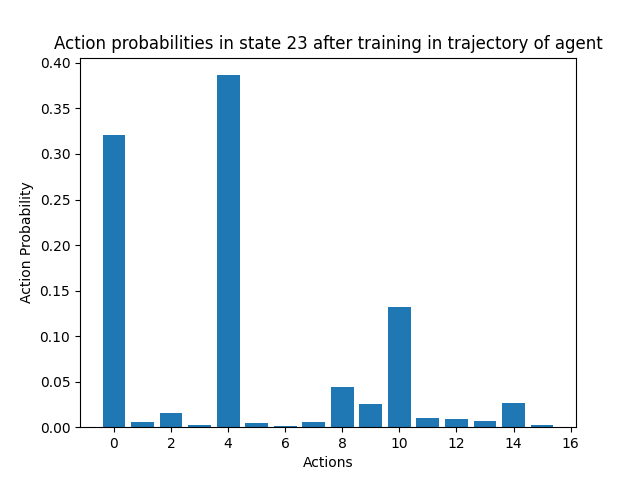 Action probabilities in state 23 after training in trajectory of agent
0.40
0.35
0.30
0.25
0.20
0.15
0.10
0.05
0.00
Action Probability
0 2 4 6 8 10 12 14 16
Actions